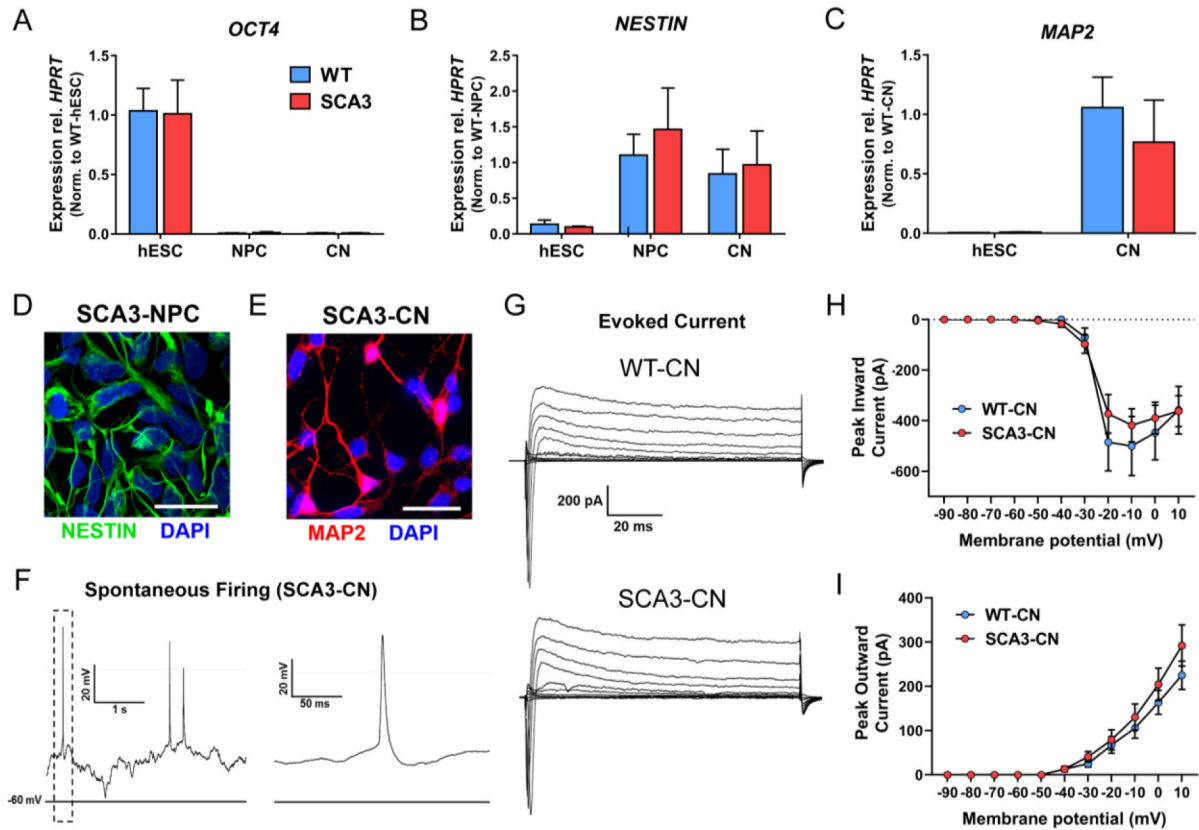 A
OCT4
Expression rel. HPRT
(Norm. to WT-hESC)
1.5
1.0
0.5
0.0
hESC NPC CN
WT
SCA3
B
NESTIN
Expression rel. HPRT
(Norm. to WT-NPC)
2.5
2.0
1.5
1.0
0.5
0.0
hESC NPC CN
C
MAP2
Expression rel. HPRT
(Norm. to WT-CN)
1.5
1.0
0.5
0.0
hESC CN
D
SCA3-NPC
NESTIN DAPI
E
SCA3-CN
MAP2 DAPI
F
Spontaneous Firing (SCA3-CN)
20 mV
1 s
-60 mV
20 mV
50 ms
G
Evoked Current
WT-CN
200 pA
20 ms
SCA3-CN
H
Peak Inward
Current (pA)
0
-200
-400
-600
WT-CN
SCA3-CN
-90 -80 -70 -60 -50 -40 -30 -20 -10 0 10
Membrane potential (mV)
I
Peak Outward
Current (pA)
400
300
200
100
0
WT-CN
SCA3-CN
-90 -80 -70 -60 -50 -40 -30 -20 -10 0 10
Membrane potential (mV)